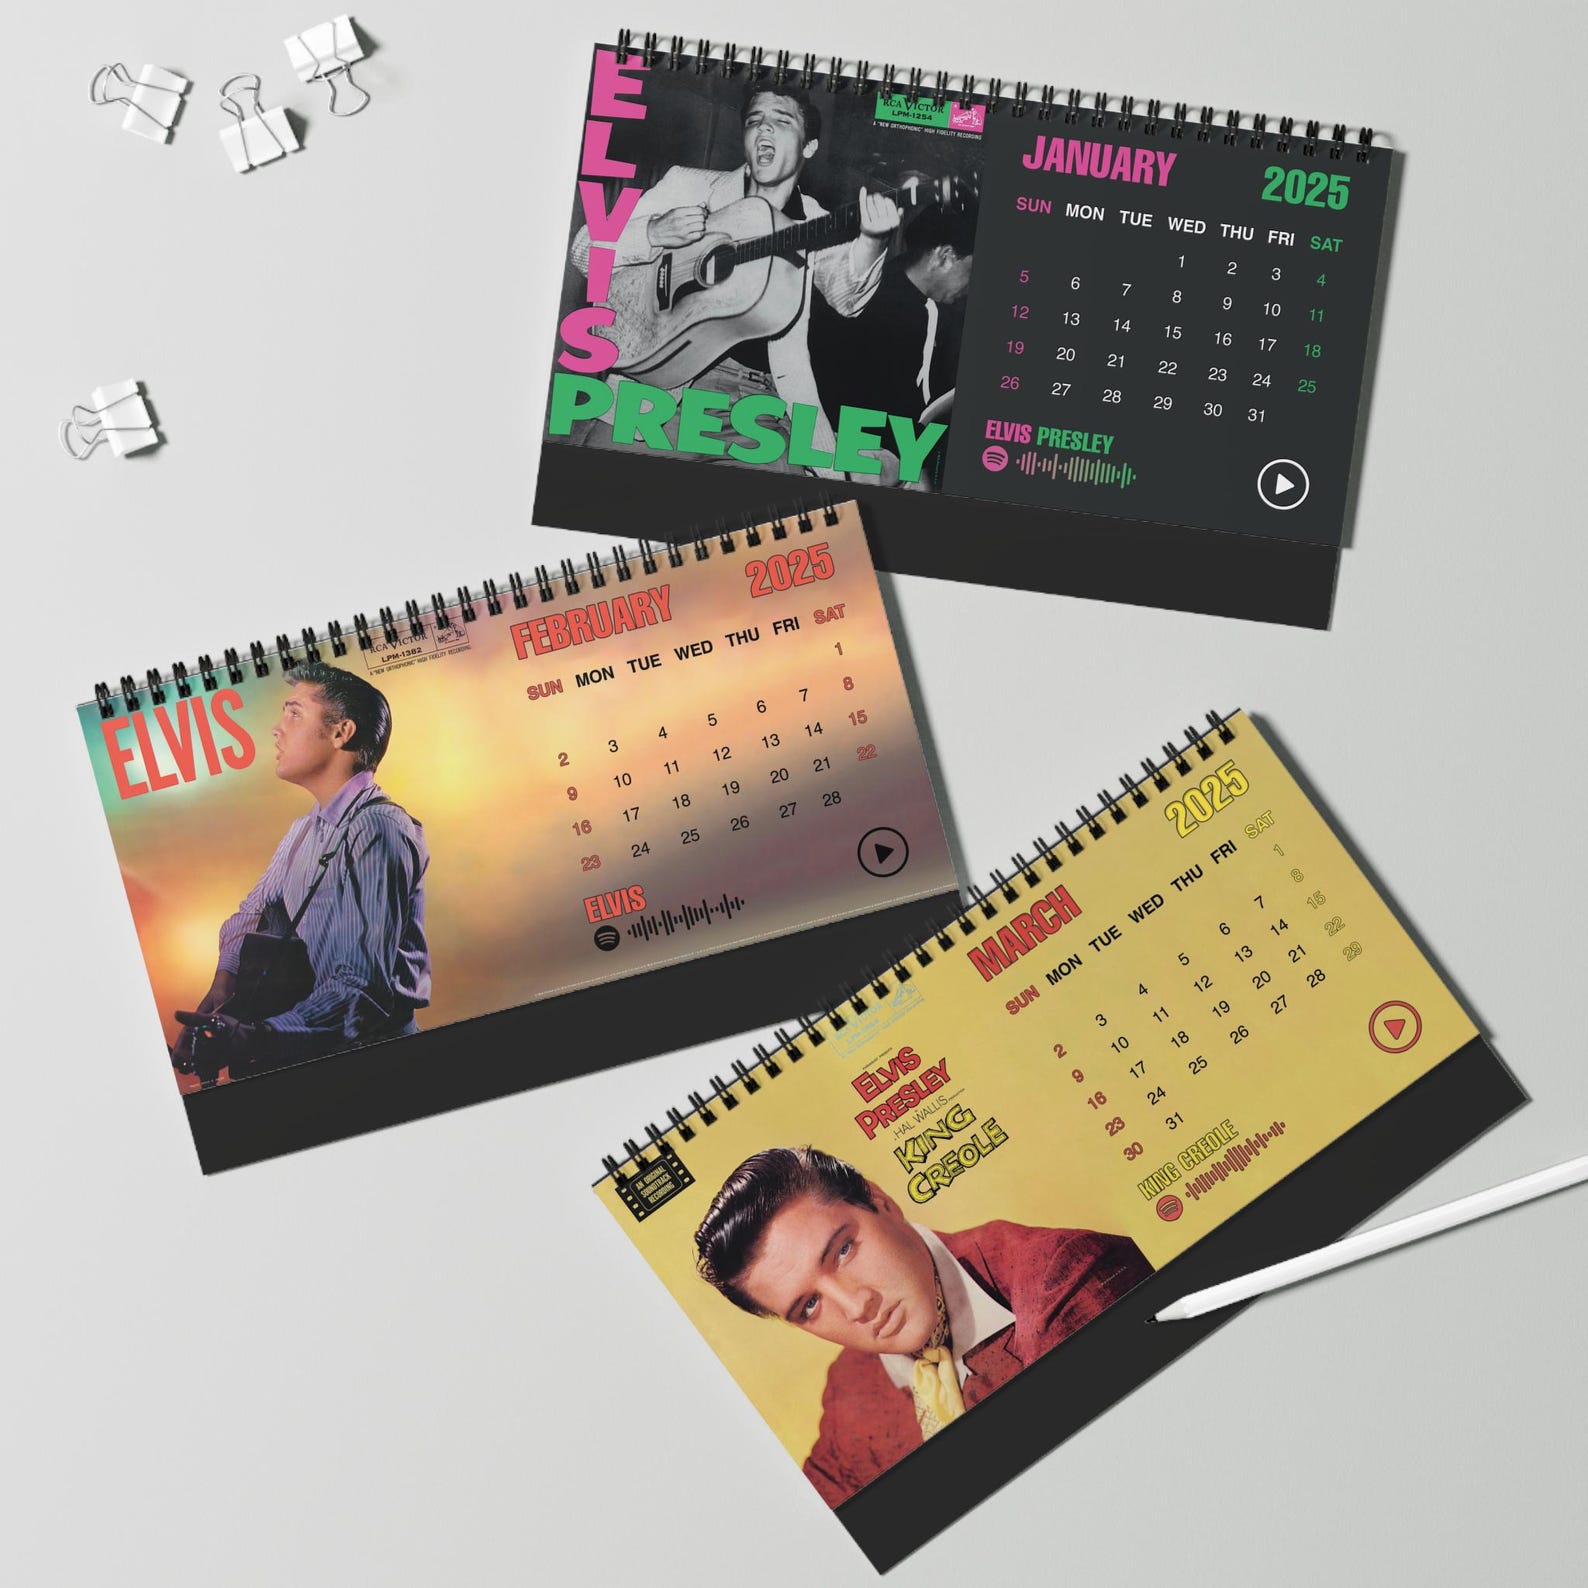 ELVIS
PRESLEY
RCA VICTOR
LPM-1254
A "NEW ORTHOPHONIC" HIGH FIDELITY RECORDING
JANUARY 2025
SUN MON TUE WED THU FRI SAT
1 2 3 4
5 6 7 8 9 10 11
12 13 14 15 16 17 18
19 20 21 22 23 24 25
26 27 28 29 30 31
ELVIS PRESLEY
ELVIS
RCA VICTOR
LPM-1382
A "NEW ORTHOPHONIC" HIGH FIDELITY RECORDING
FEBRUARY 2025
SUN MON TUE WED THU FRI SAT
1
2 3 4 5 6 7 8
9 10 11 12 13 14 15
16 17 18 19 20 21 22
23 24 25 26 27 28
ELVIS
AN ORIGINAL
SOUNDTRACK
RECORDING
ELVIS
PRESLEY
HAL WALLIS
KING
CREOLE
MARCH 2025
SUN MON TUE WED THU FRI SAT
1
2 3 4 5 6 7 8
9 10 11 12 13 14 15
16 17 18 19 20 21 22
23 24 25 26 27 28 29
30 31
KING CREOLE